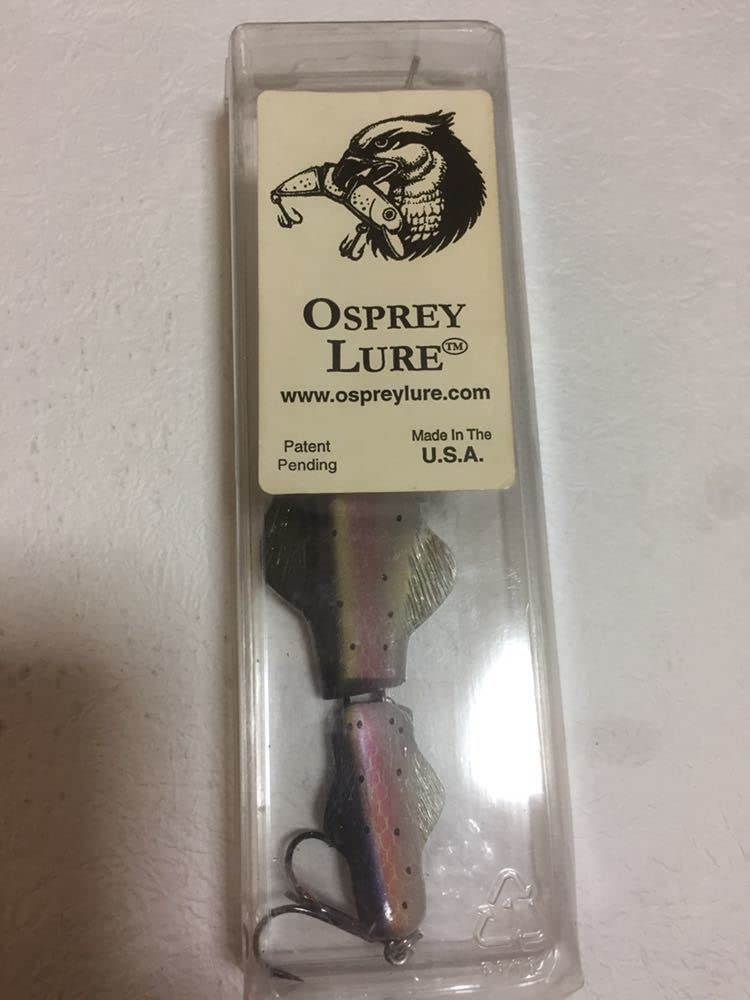 OSPREY
LURE™
www.ospreylure.com
Patent
Pending
Made In The
U.S.A.